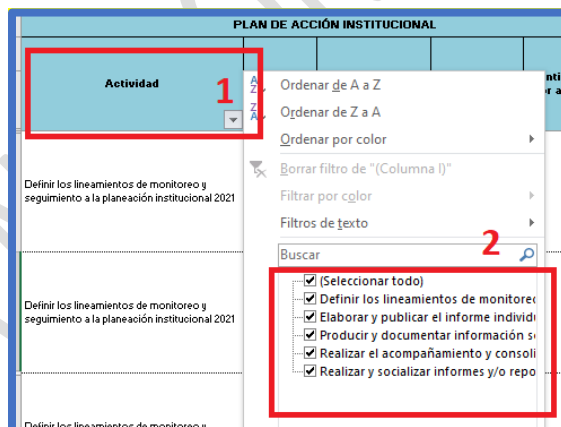 PLAN DE ACCIÓN INSTITUCIONAL
Actividad
1
Ordenar de A a Z
Ordenar de Z a A
Ordenar por color
Borrar filtro de "(Columna I)"
Filtrar por color
Filtros de texto
2
Buscar
(Seleccionar todo)
Definir los lineamientos de monitoreo
Elaborar y publicar el informe individu
Producir y documentar información s
Realizar el acompañamiento y consoli
Realizar y socializar informes y/o repo
Definir los lineamientos de monitoreo y
seguimiento a la planeación institucional 2021
Definir los lineamientos de monitoreo y
seguimiento a la planeación institucional 2021
Definir los lineamientos de monitoreo y